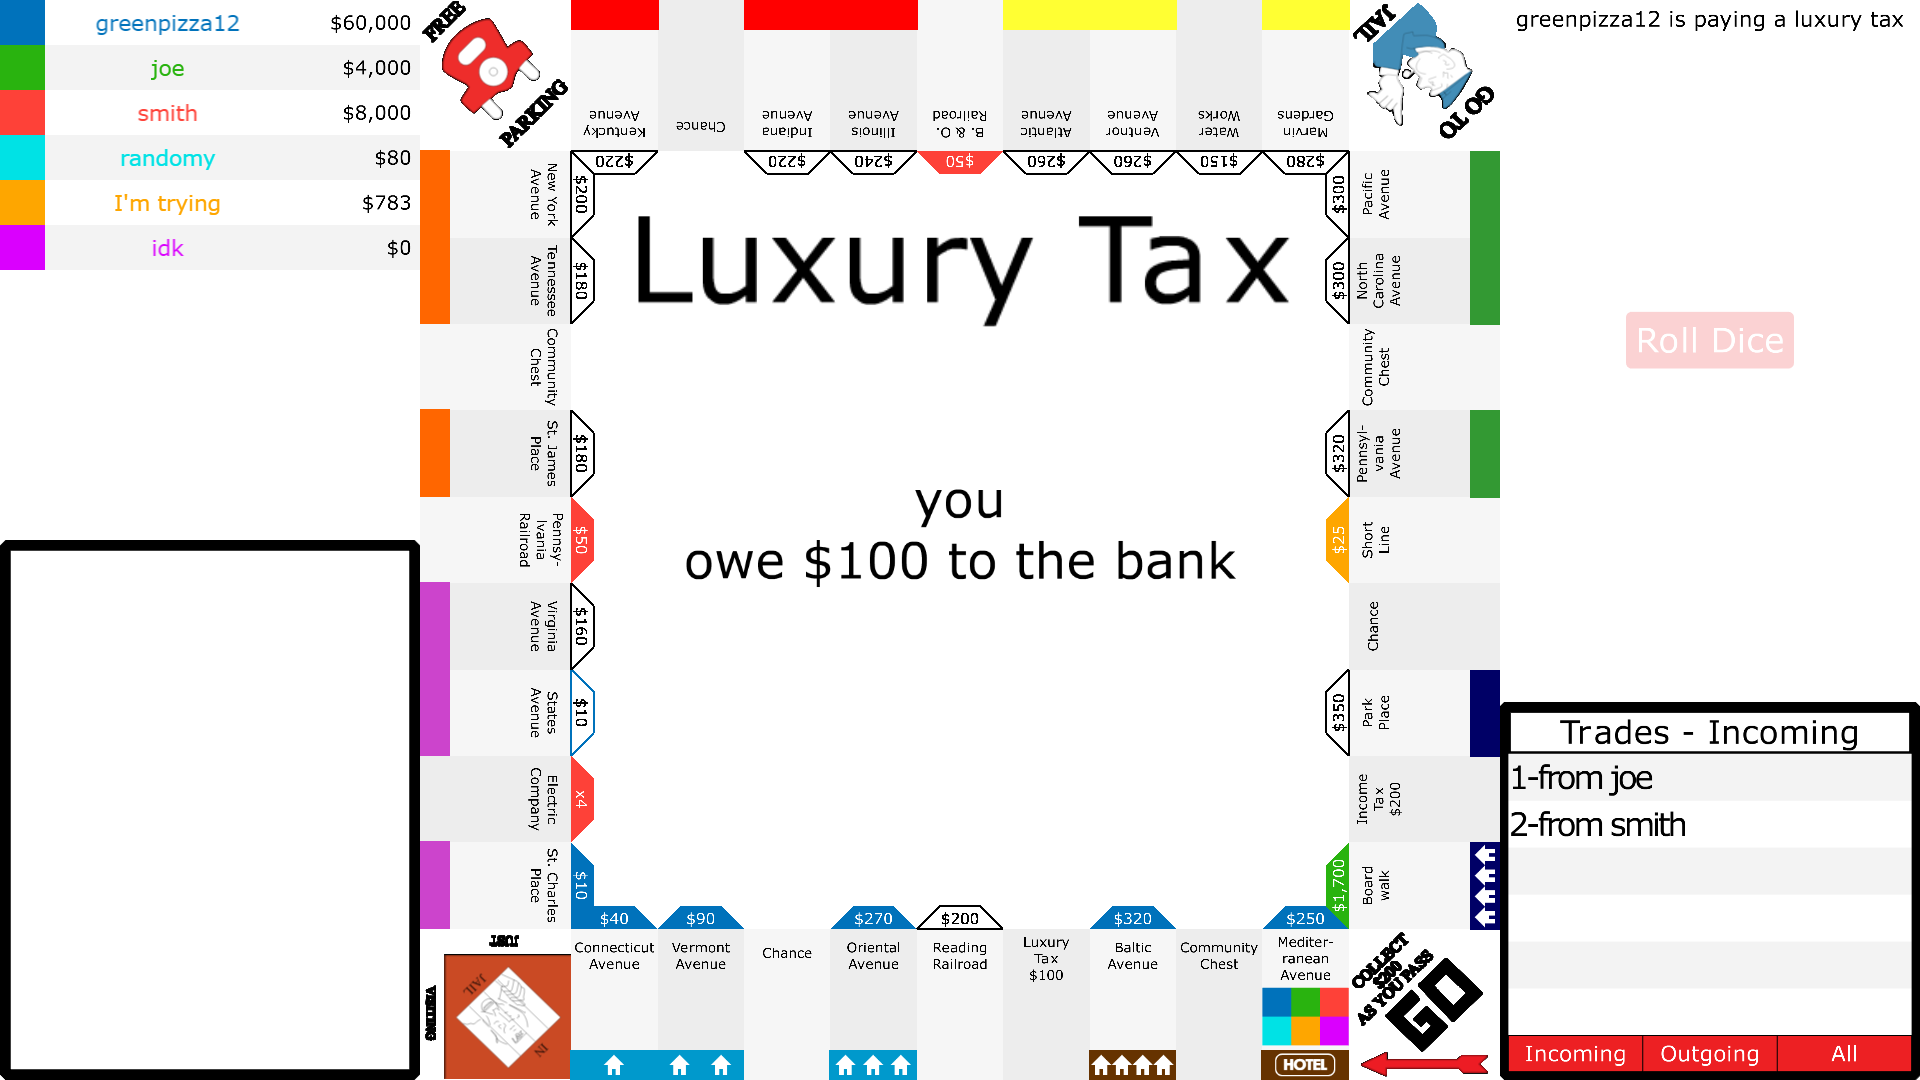 greenpizza12 $60,000
joe $4,000
smith $8,000
randomy $80
I'm trying $783
idk $0
FREE
PARKING
Kentucky
Avenue
$220
Chance
Indiana
Avenue
$220
Illinois
Avenue
$240
B. & O.
Railroad
$50
Atlantic
Avenue
$260
Ventnor
Avenue
$260
Water
Works
$150
Marvin
Gardens
$280
GO TO
JAIL
greenpizza12 is paying a luxury tax
New York
Avenue
$200
Tennessee
Avenue
$180
Community
Chest
St. James
Place
$180
Pennsy-
lvania
Railroad
$50
Virginia
Avenue
$160
States
Avenue
$10
Electric
Company
x4
St. Charles
Place
$10
Luxury Tax
you
owe $100 to the bank
Pacific
Avenue
$300
North
Carolina
Avenue
$300
Community
Chest
Pennsyl-
vania
Avenue
$320
Short
Line
$25
Chance
Park
Place
$350
Income
Tax
$200
Board
walk
$1,700
Roll Dice
JUST
VISITING
IN
JAIL
$40
Connecticut
Avenue
$90
Vermont
Avenue
Chance
$270
Oriental
Avenue
$200
Reading
Railroad
Luxury
Tax
$100
$320
Baltic
Avenue
Community
Chest
$250
Mediter-
ranean
Avenue
HOTEL
COLLECT
$200
AS YOU PASS
GO
Trades - Incoming
1-from joe
2-from smith
Incoming Outgoing All